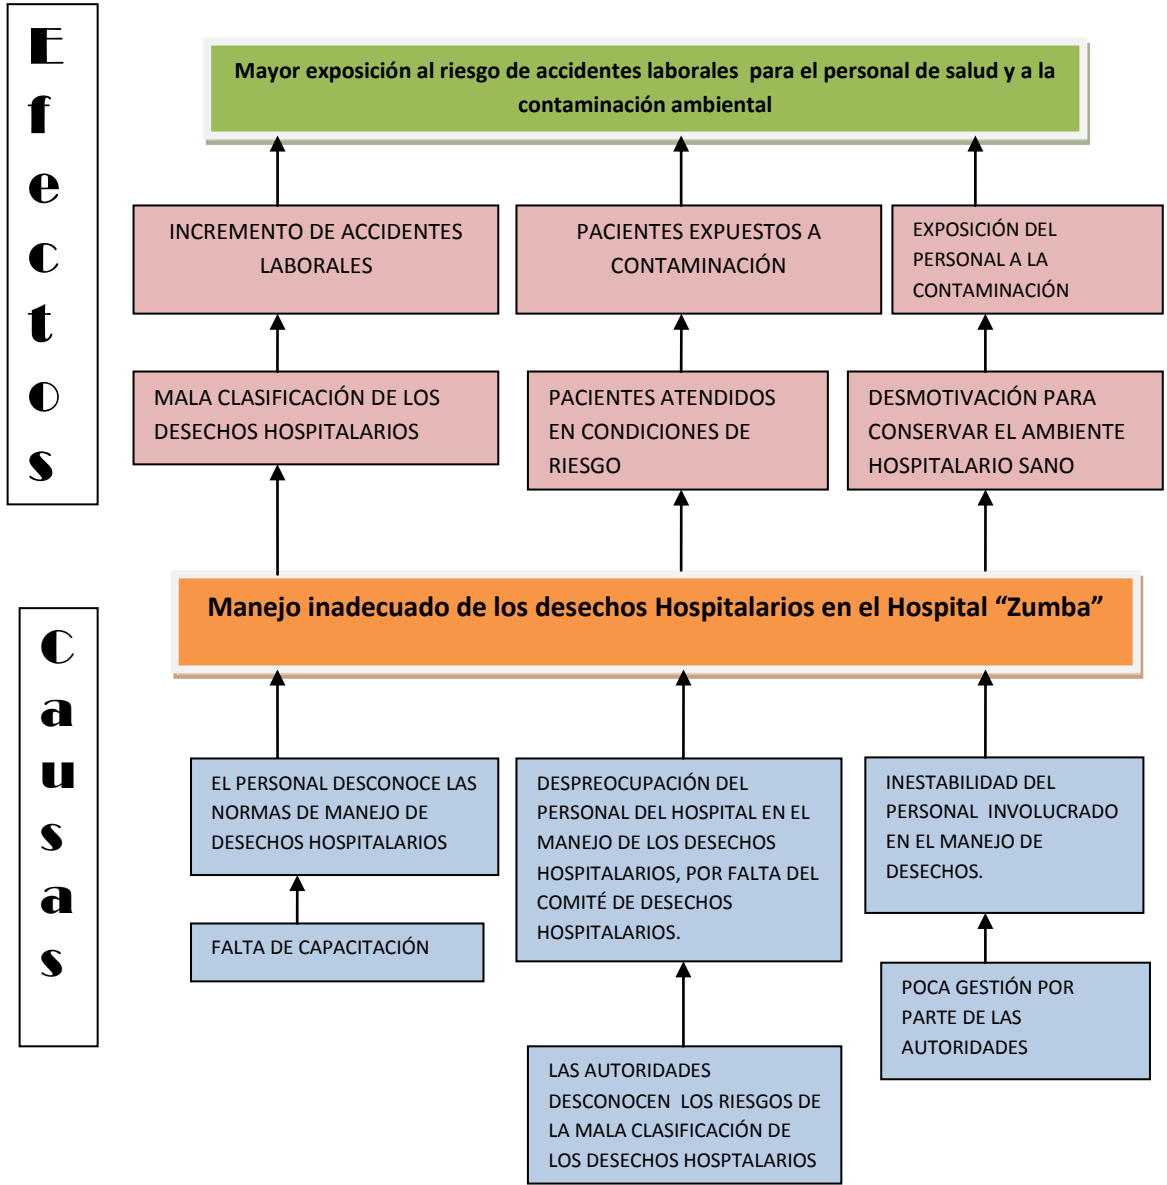 Efectos
Mayor exposición al riesgo de accidentes laborales para el personal de salud y a la
contaminación ambiental
INCREMENTO DE ACCIDENTES
LABORALES
PACIENTES EXPUESTOS A
CONTAMINACIÓN
EXPOSICIÓN DEL
PERSONAL A LA
CONTAMINACIÓN
MALA CLASIFICACIÓN DE LOS
DESECHOS HOSPITALARIOS
PACIENTES ATENDIDOS
EN CONDICIONES DE
RIESGO
DESMOTIVACIÓN PARA
CONSERVAR EL AMBIENTE
HOSPITALARIO SANO
Manejo inadecuado de los desechos Hospitalarios en el Hospital “Zumba”
Causas
EL PERSONAL DESCONOCE LAS
NORMAS DE MANEJO DE
DESECHOS HOSPITALARIOS
FALTA DE CAPACITACIÓN
DESPREOCUPACIÓN DEL
PERSONAL DEL HOSPITAL EN EL
MANEJO DE LOS DESECHOS
HOSPITALARIOS, POR FALTA DEL
COMITÉ DE DESECHOS
HOSPITALARIOS.
LAS AUTORIDADES
DESCONOCEN LOS RIESGOS DE
LA MALA CLASIFICACIÓN DE
LOS DESECHOS HOSPTALARIOS
INESTABILIDAD DEL
PERSONAL INVOLUCRADO
EN EL MANEJO DE
DESECHOS.
POCA GESTIÓN POR
PARTE DE LAS
AUTORIDADES